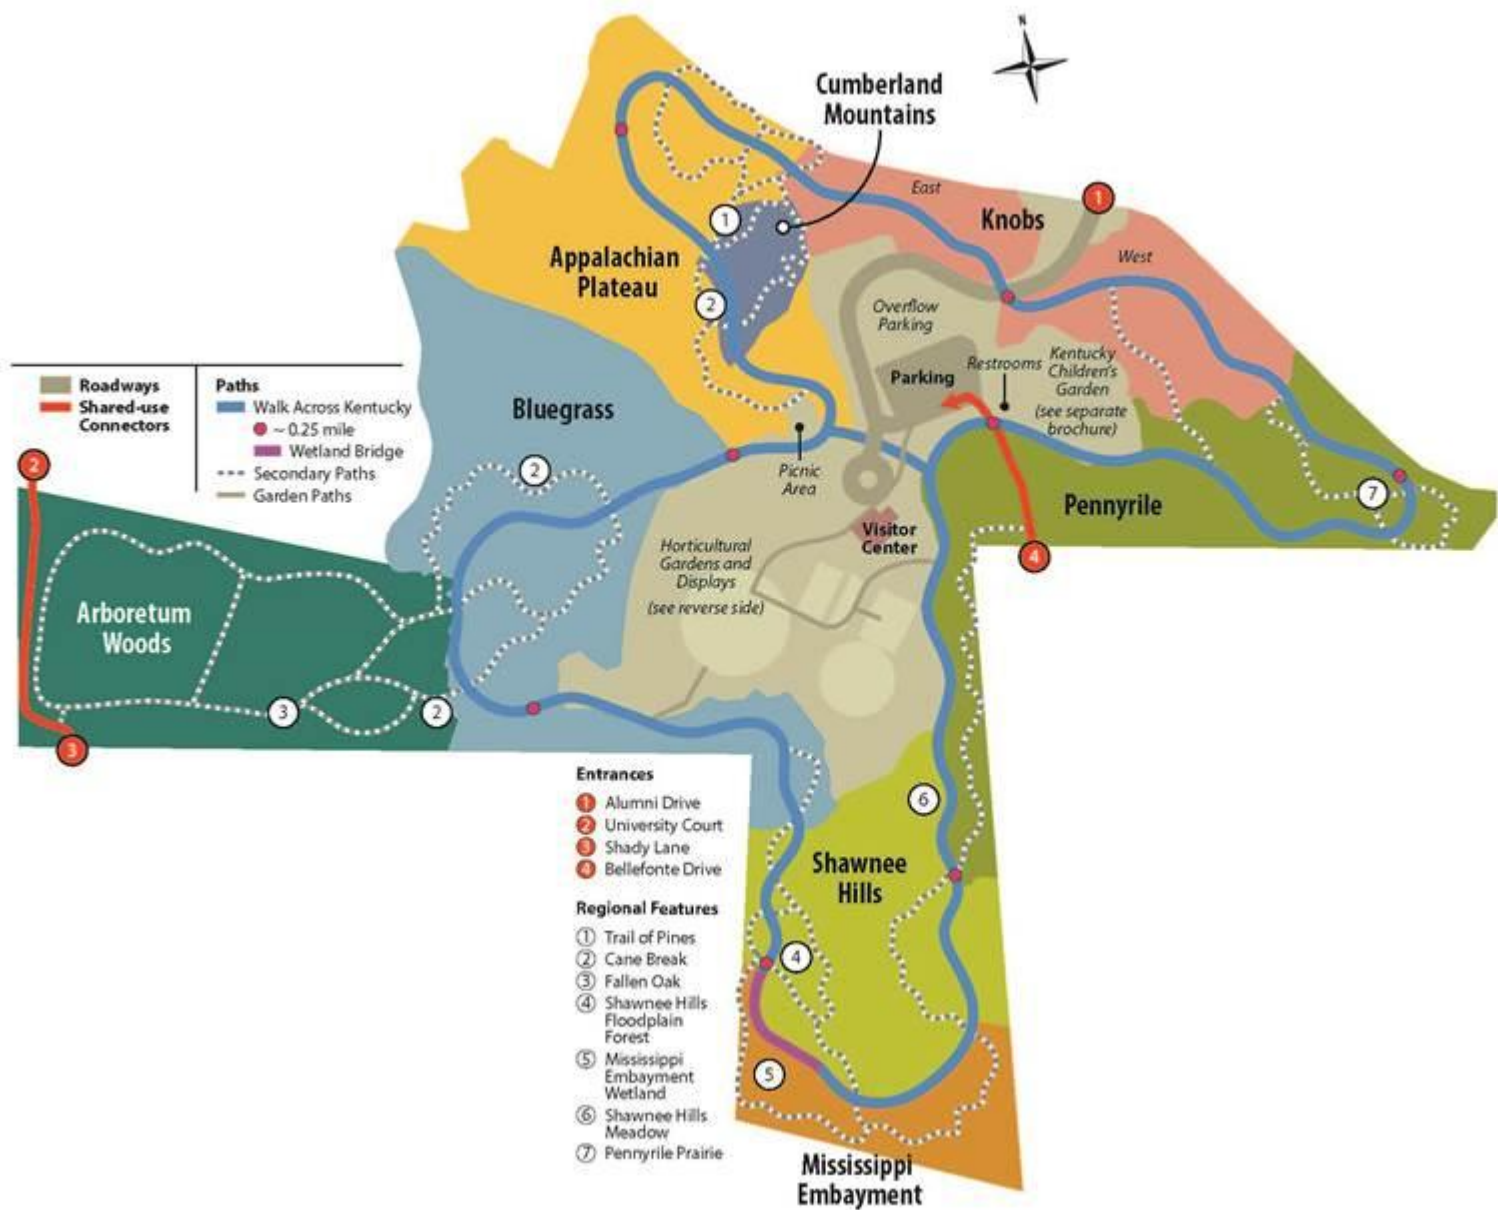 N
Cumberland
Mountains
East
Knobs
1
West
1
Appalachian
Plateau
2
Overflow
Parking
Parking
Restrooms
Kentucky
Children's
Garden
(see separate
brochure)
Roadways
Shared-use
Connectors
Paths
Walk Across Kentucky
~ 0.25 mile
Wetland Bridge
Secondary Paths
Garden Paths
Bluegrass
2
2
Picnic
Area
Pennyrile
7
Visitor
Center
4
Horticultural
Gardens and
Displays
(see reverse side)
Arboretum
Woods
3
2
3
Entrances
1 Alumni Drive
2 University Court
3 Shady Lane
4 Bellefonte Drive
Regional Features
1 Trail of Pines
2 Cane Break
3 Fallen Oak
4 Shawnee Hills
Floodplain
Forest
5 Mississippi
Embayment
Wetland
6 Shawnee Hills
Meadow
7 Pennyrile Prairie
6
Shawnee
Hills
4
5
Mississippi
Embayment